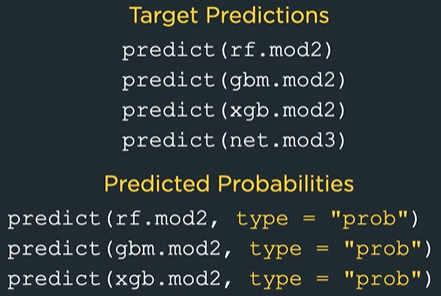 Target Predictions
predict(rf.mod2)
predict(gbm.mod2)
predict(xgb.mod2)
predict(net.mod3)
Predicted Probabilities
predict(rf.mod2, type = "prob")
predict(gbm.mod2, type = "prob")
predict(xgb.mod2, type = "prob")